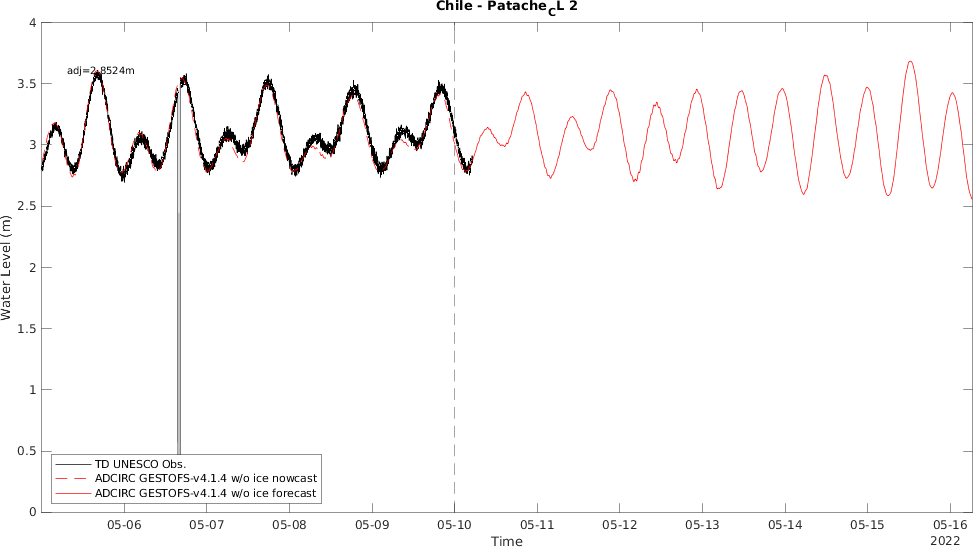 Chile - PatacheCL 2
4
3.5
3
2.5
2
1.5
1
0.5
0
Water Level (m)
adj=2.8524m
TD UNESCO Obs.
ADCIRC GESTOFS-v4.1.4 w/o ice nowcast
ADCIRC GESTOFS-v4.1.4 w/o ice forecast
05-06 05-07 05-08 05-09 05-10 05-11 05-12 05-13 05-14 05-15 05-16
Time
2022